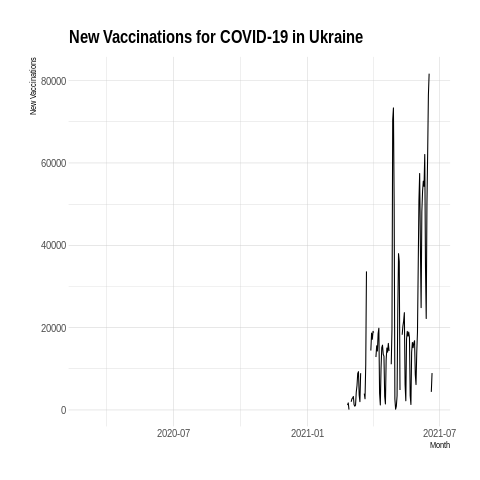 New Vaccinations for COVID-19 in Ukraine
New Vaccinations
80000
60000
40000
20000
0
2020-07
2021-01
2021-07
Month